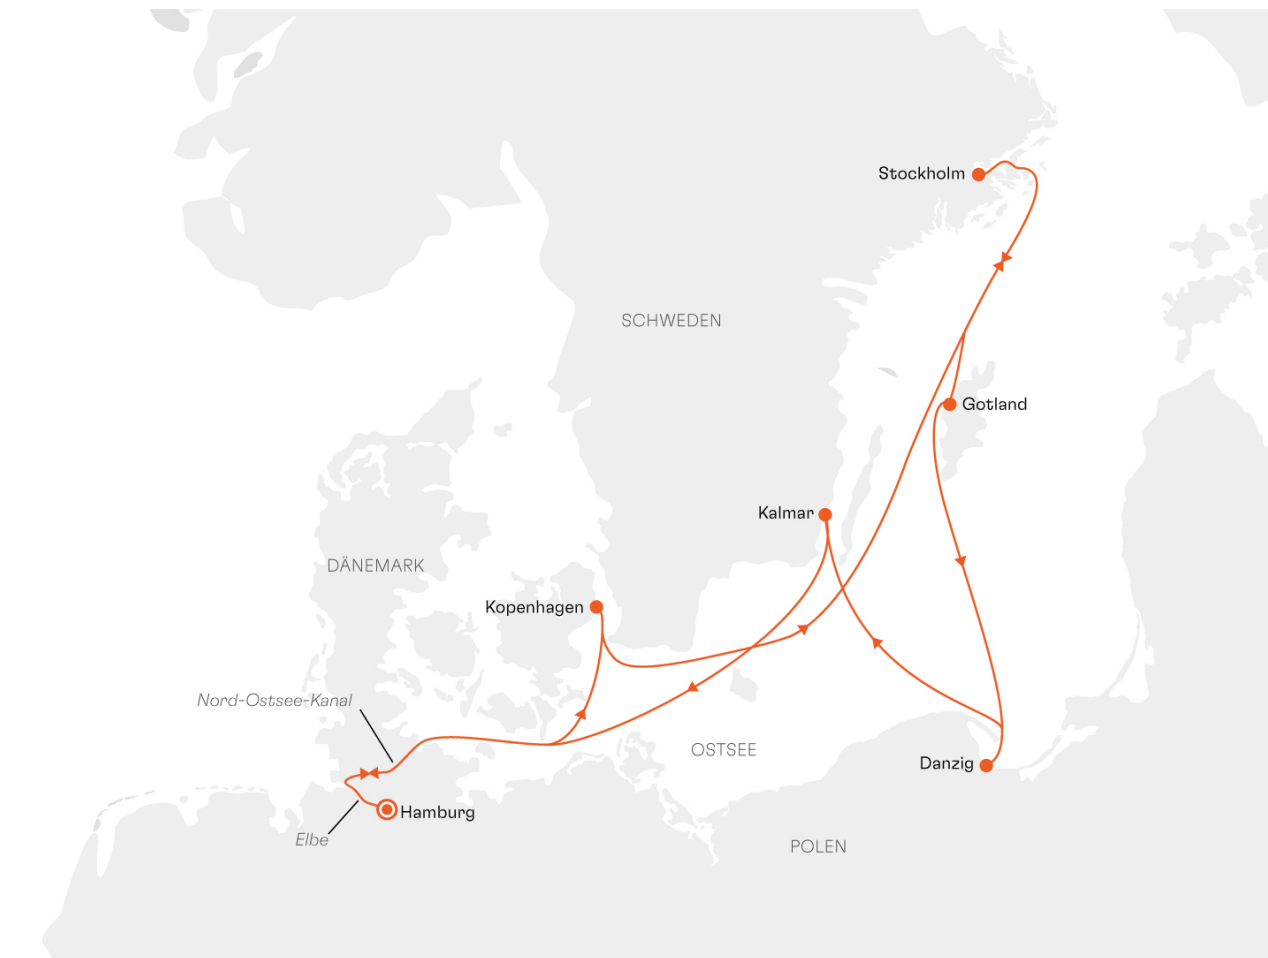 Stockholm
SCHWEDEN
Gotland
Kalmar
DÄNEMARK
Kopenhagen
Nord-Ostsee-Kanal
OSTSEE
Danzig
Hamburg
Elbe
POLEN